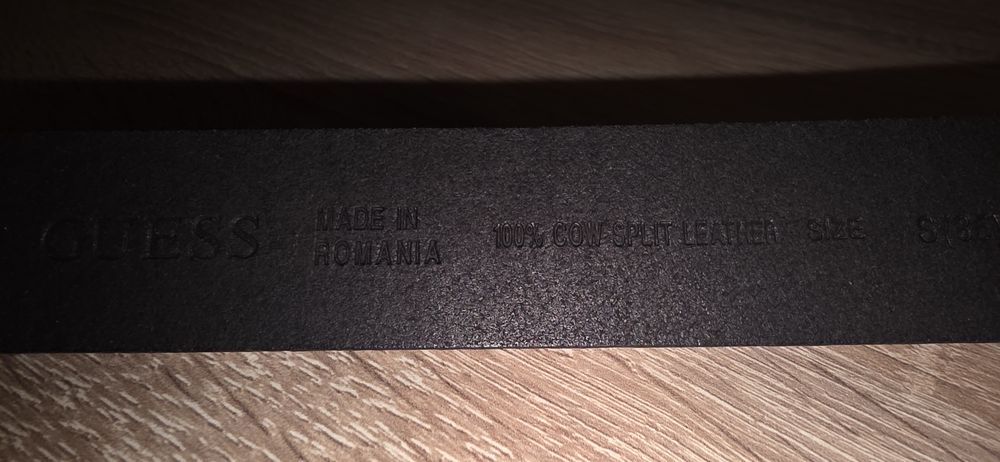 GUESS
MADE IN
ROMANIA
100% COW SPLIT LEATHER SIZE